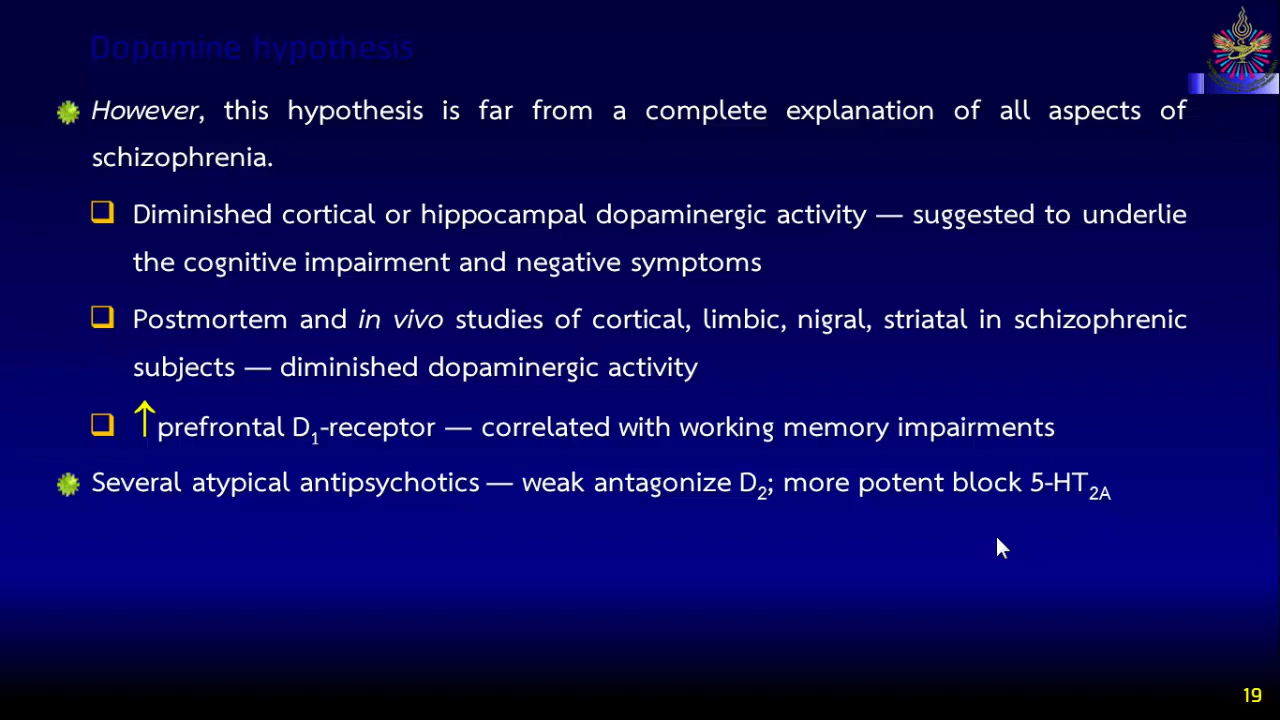 Dopamine hypothesis
However, this hypothesis is far from a complete explanation of all aspects of
schizophrenia.
Diminished cortical or hippocampal dopaminergic activity — suggested to underlie
the cognitive impairment and negative symptoms
Postmortem and in vivo studies of cortical, limbic, nigral, striatal in schizophrenic
subjects — diminished dopaminergic activity
↑prefrontal D1-receptor — correlated with working memory impairments
Several atypical antipsychotics — weak antagonize D2; more potent block 5-HT2A
19